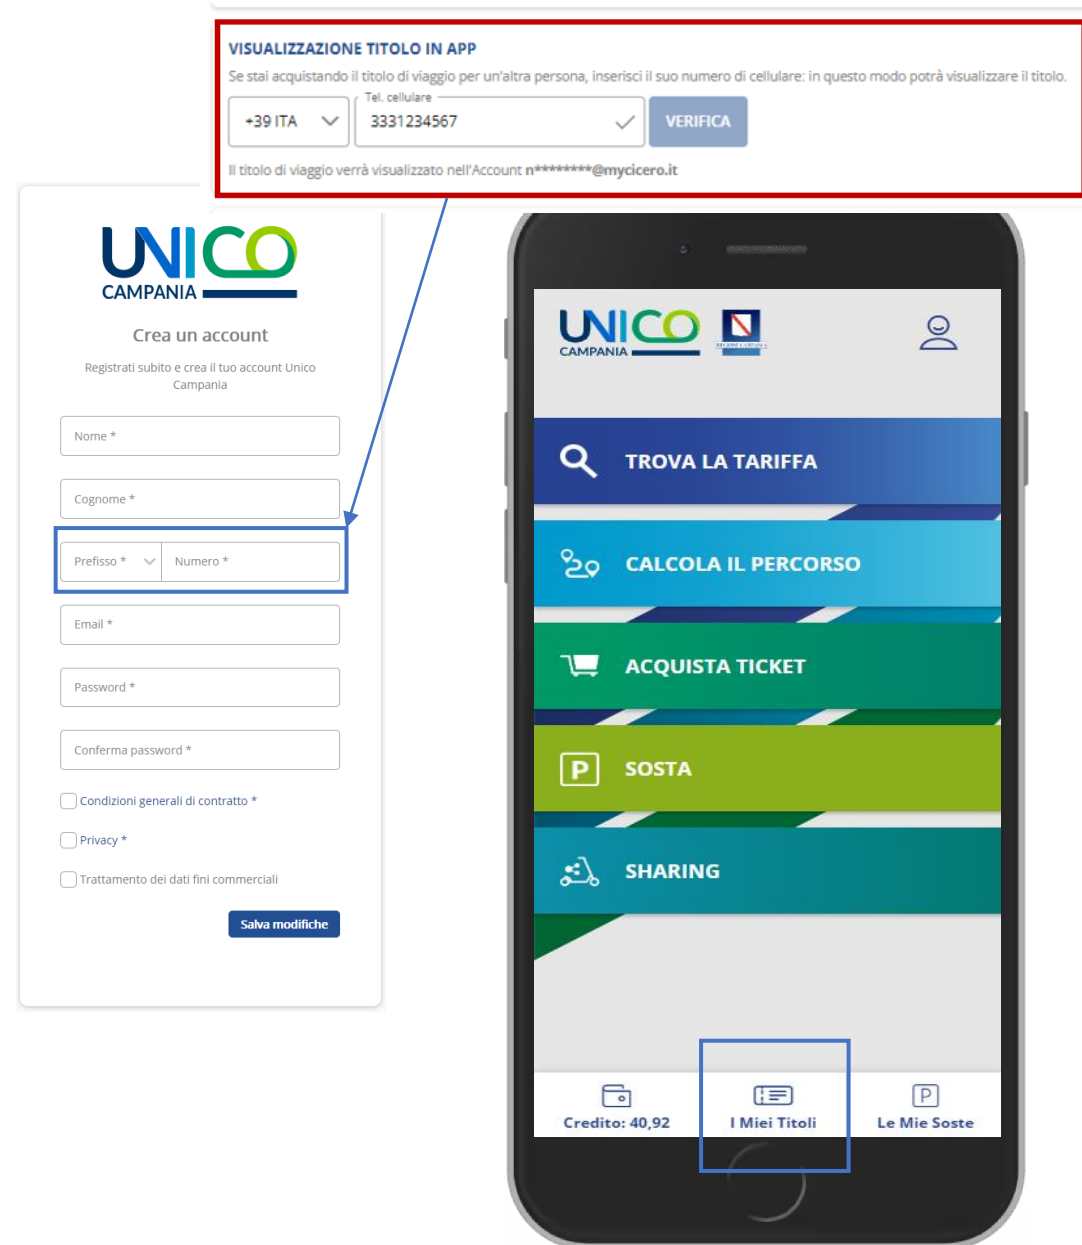 VISUALIZZAZIONE TITOLO IN APP
Se stai acquistando il titolo di viaggio per un'altra persona, inserisci il suo numero di cellulare: in questo modo potrà visualizzare il titolo.
+39 ITA
Tel. cellulare
3331234567
VERIFICA
Il titolo di viaggio verrà visualizzato nell'Account n********@mycicero.it
UNICO
CAMPANIA
Crea un account
Registrati subito e crea il tuo account Unico
Campania
Nome *
Cognome *
Prefisso *
Numero *
Email *
Password *
Conferma password *
Condizioni generali di contratto *
Privacy *
Trattamento dei dati fini commerciali
Salva modifiche
UNICO
CAMPANIA
REGIONE CAMPANIA
TROVA LA TARIFFA
CALCOLA IL PERCORSO
ACQUISTA TICKET
P
SOSTA
SHARING
P
Credito: 40,92
I Miei Titoli
Le Mie Soste